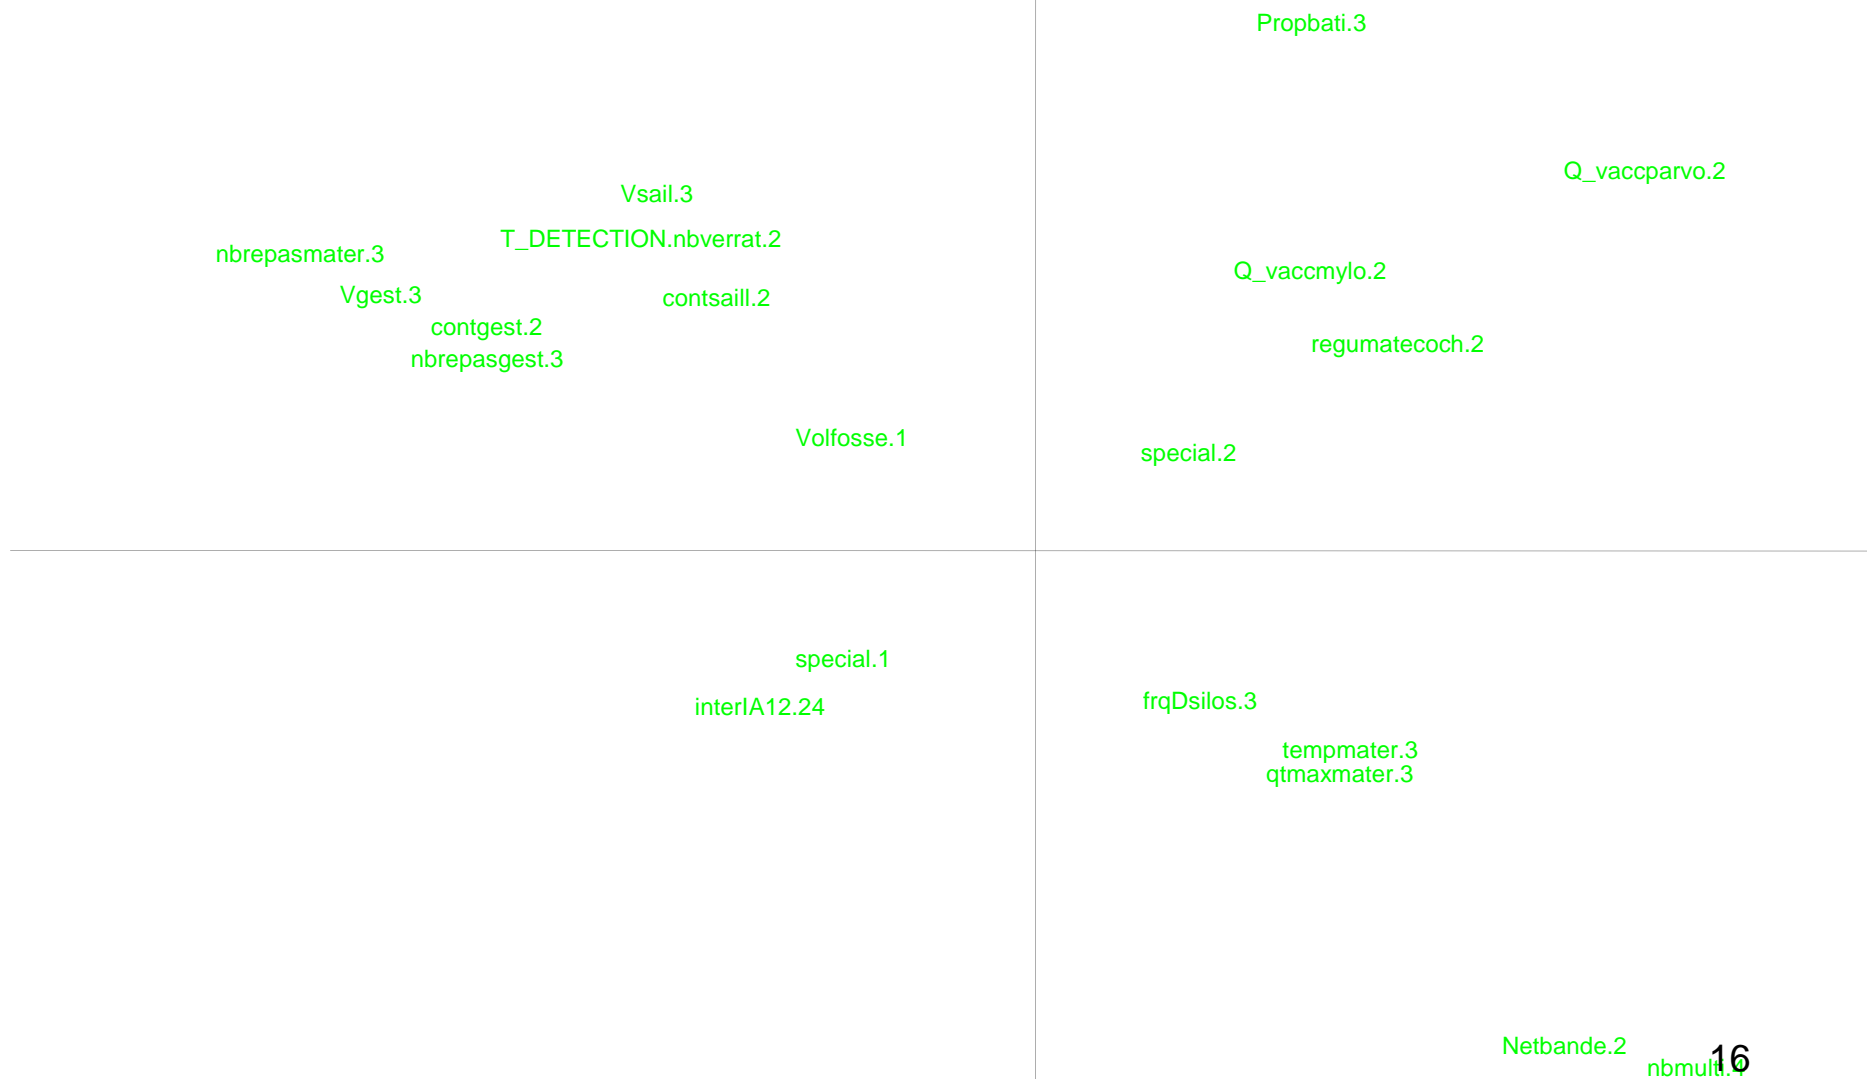 Propbati.3
Q_vaccparvo.2
Vsail.3
T_DETECTION.nbverrat.2
nbrepasmater.3
Q_vaccmylo.2
Vgest.3
contsaill.2
contgest.2
regumatecoch.2
nbrepasgest.3
Volfosse.1
special.2
special.1
interIA12.24
frqDsilos.3
tempmater.3
qtmaxmater.3
Netbande.2
nbmulti.4
16